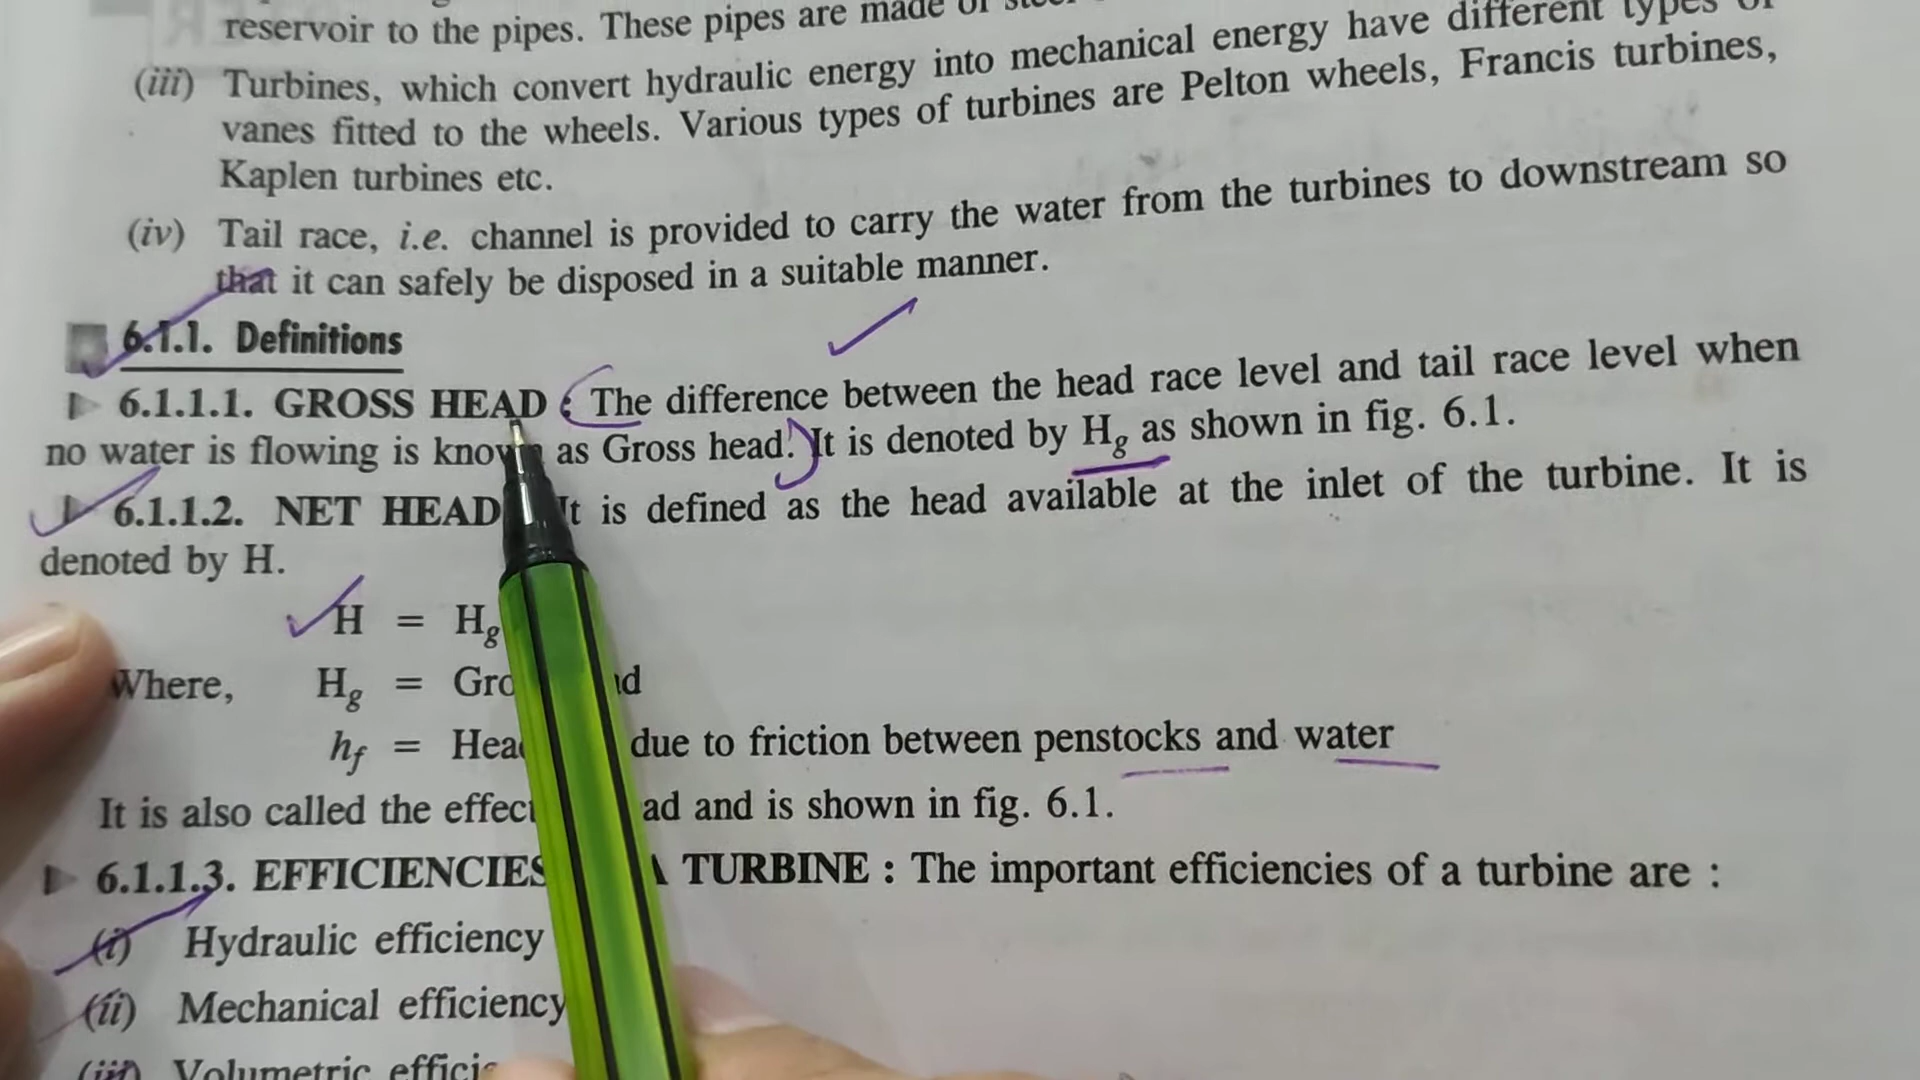 reservoir to the pipes. These pipes are made of
(iii) Turbines, which convert hydraulic energy into mechanical energy have different types of
vanes fitted to the wheels. Various types of turbines are Pelton wheels, Francis turbines,
Kaplen turbines etc.
(iv) Tail race, i.e. channel is provided to carry the water from the turbines to downstream so
that it can safely be disposed in a suitable manner.
6.1.1. Definitions
6.1.1.1. GROSS HEAD : The difference between the head race level and tail race level when
no water is flowing is known as Gross head. It is denoted by Hg as shown in fig. 6.1.
6.1.1.2. NET HEAD It is defined as the head available at the inlet of the turbine. It is
denoted by H.
H = Hg
Where, Hg =
hf = due to friction between penstocks and water
It is also called the and is shown in fig. 6.1.
6.1.1.3. EFFICIENCIES TURBINE : The important efficiencies of a turbine are :
(i) Hydraulic efficiency
(ii) Mechanical efficiency
(iii) Volumetric